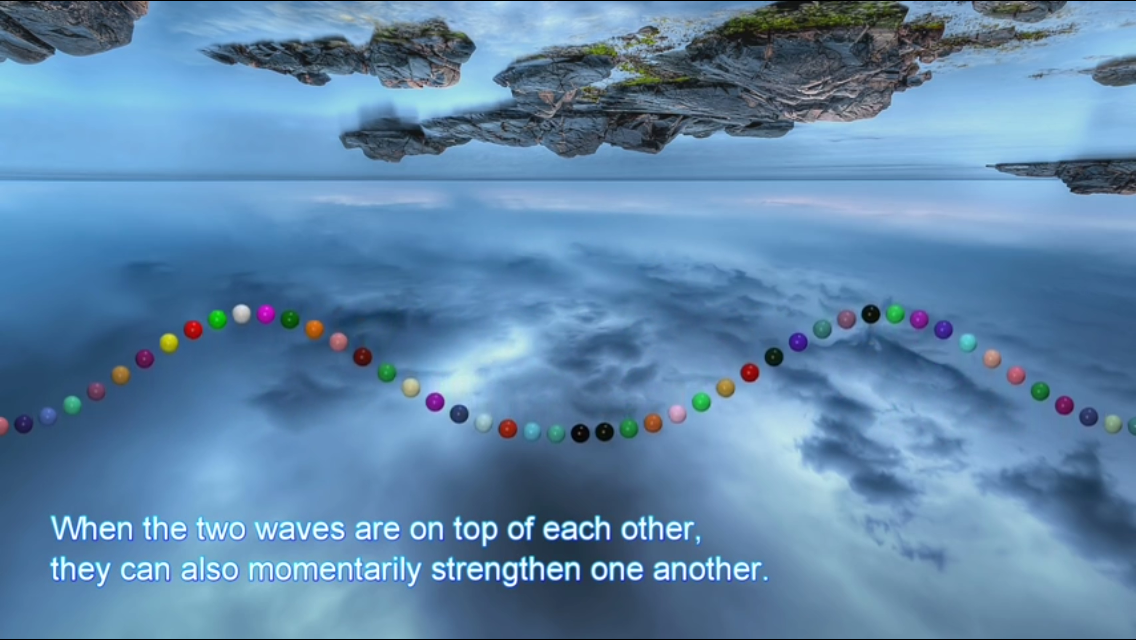 When the two waves are on top of each other,
they can also momentarily strengthen one another.